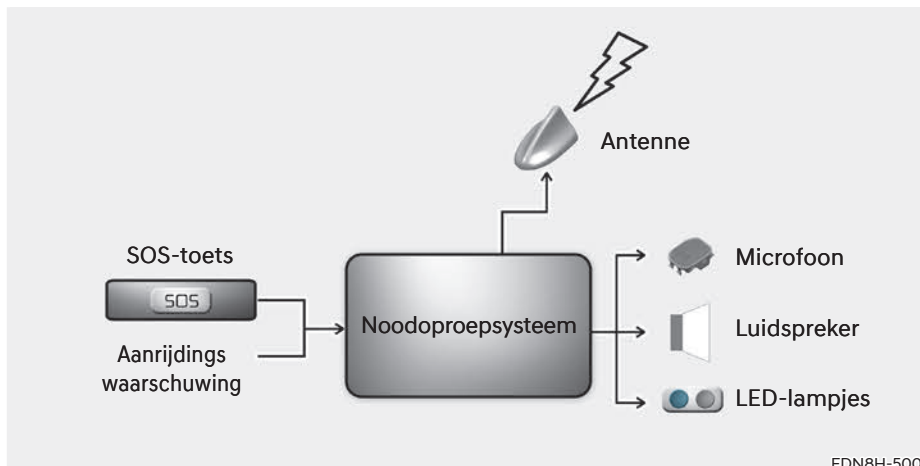 Antenne
SOS-toets
SOS
Aanrijdings
waarschuwing
Noodoproepsysteem
Microfoon
Luidspreker
LED-lampjes